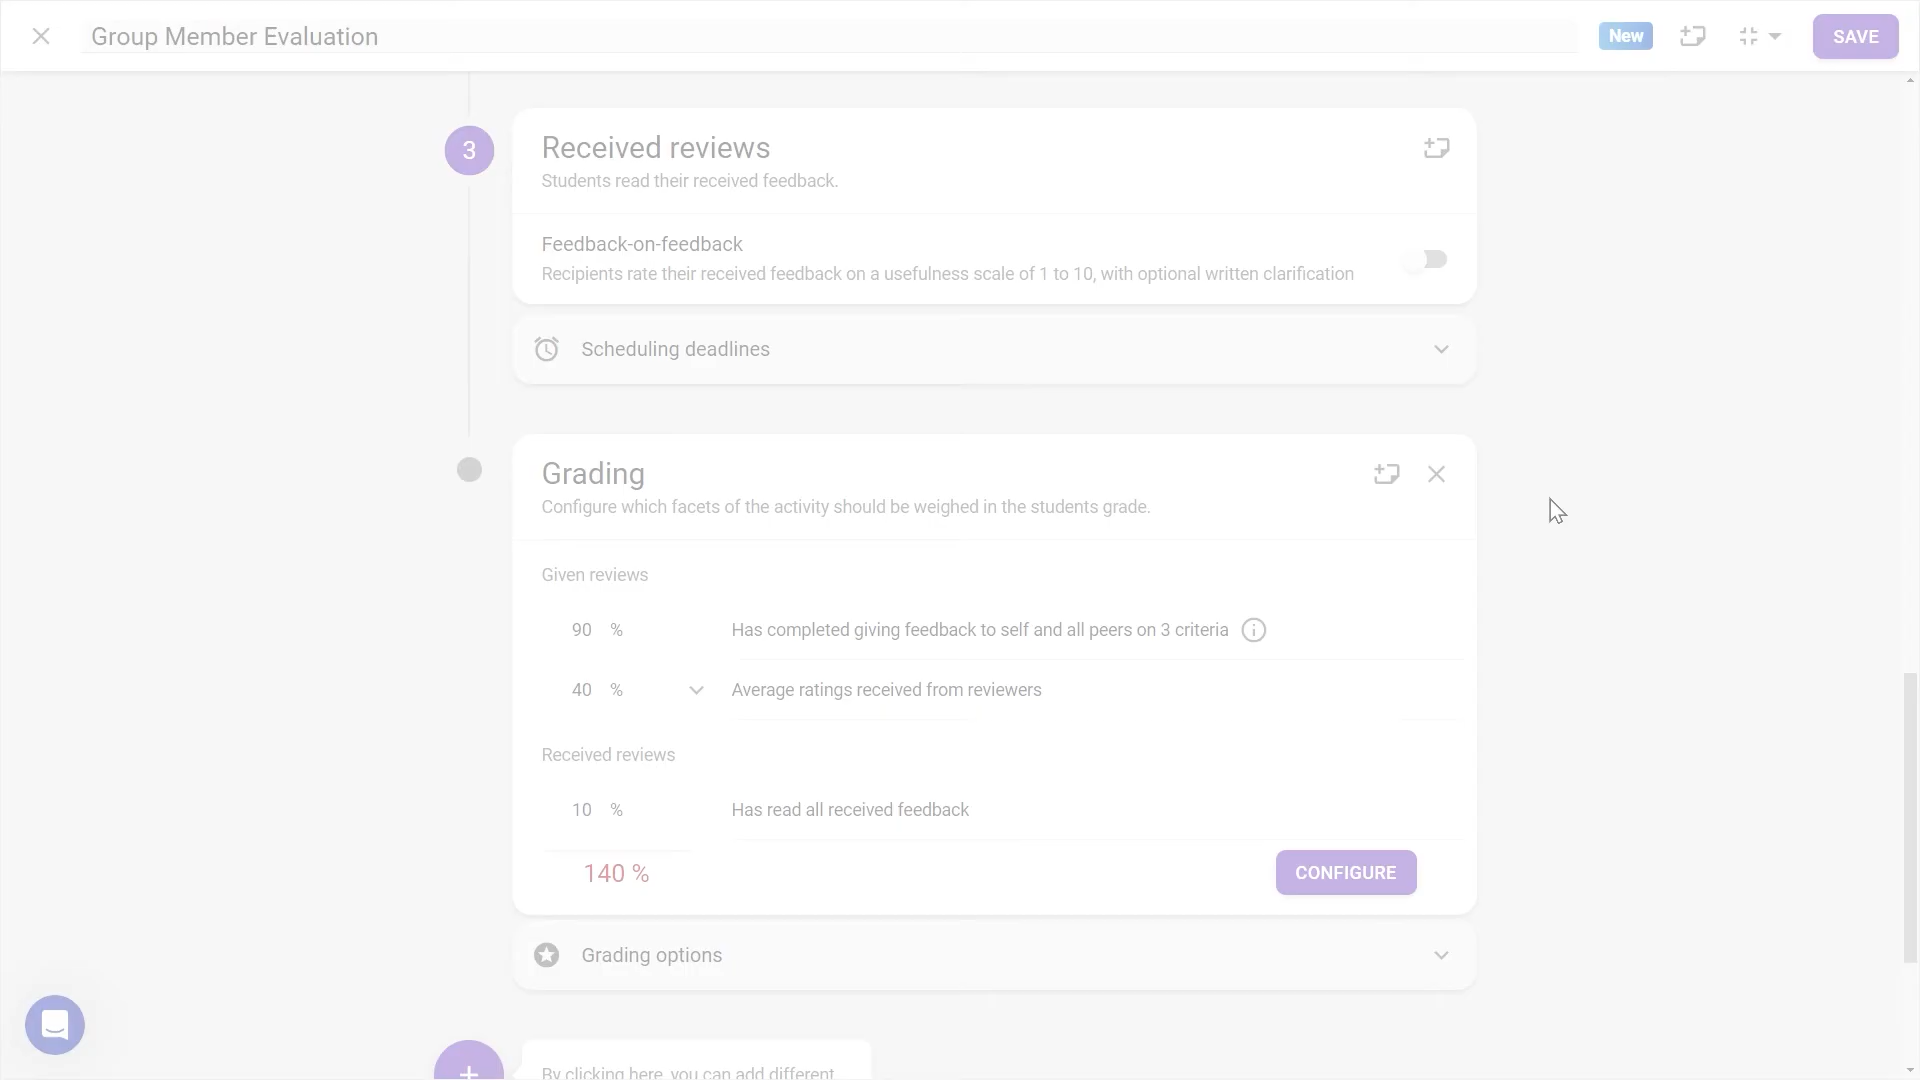 Group Member Evaluation
New
SAVE
3
Received reviews
Students read their received feedback.
Feedback-on-feedback
Recipients rate their received feedback on a usefulness scale of 1 to 10, with optional written clarification
Scheduling deadlines
Grading
Configure which facets of the activity should be weighed in the students grade.
Given reviews
90 % Has completed giving feedback to self and all peers on 3 criteria
40 % Average ratings received from reviewers
Received reviews
10 % Has read all received feedback
140 %
CONFIGURE
Grading options
By clicking here, you can add different